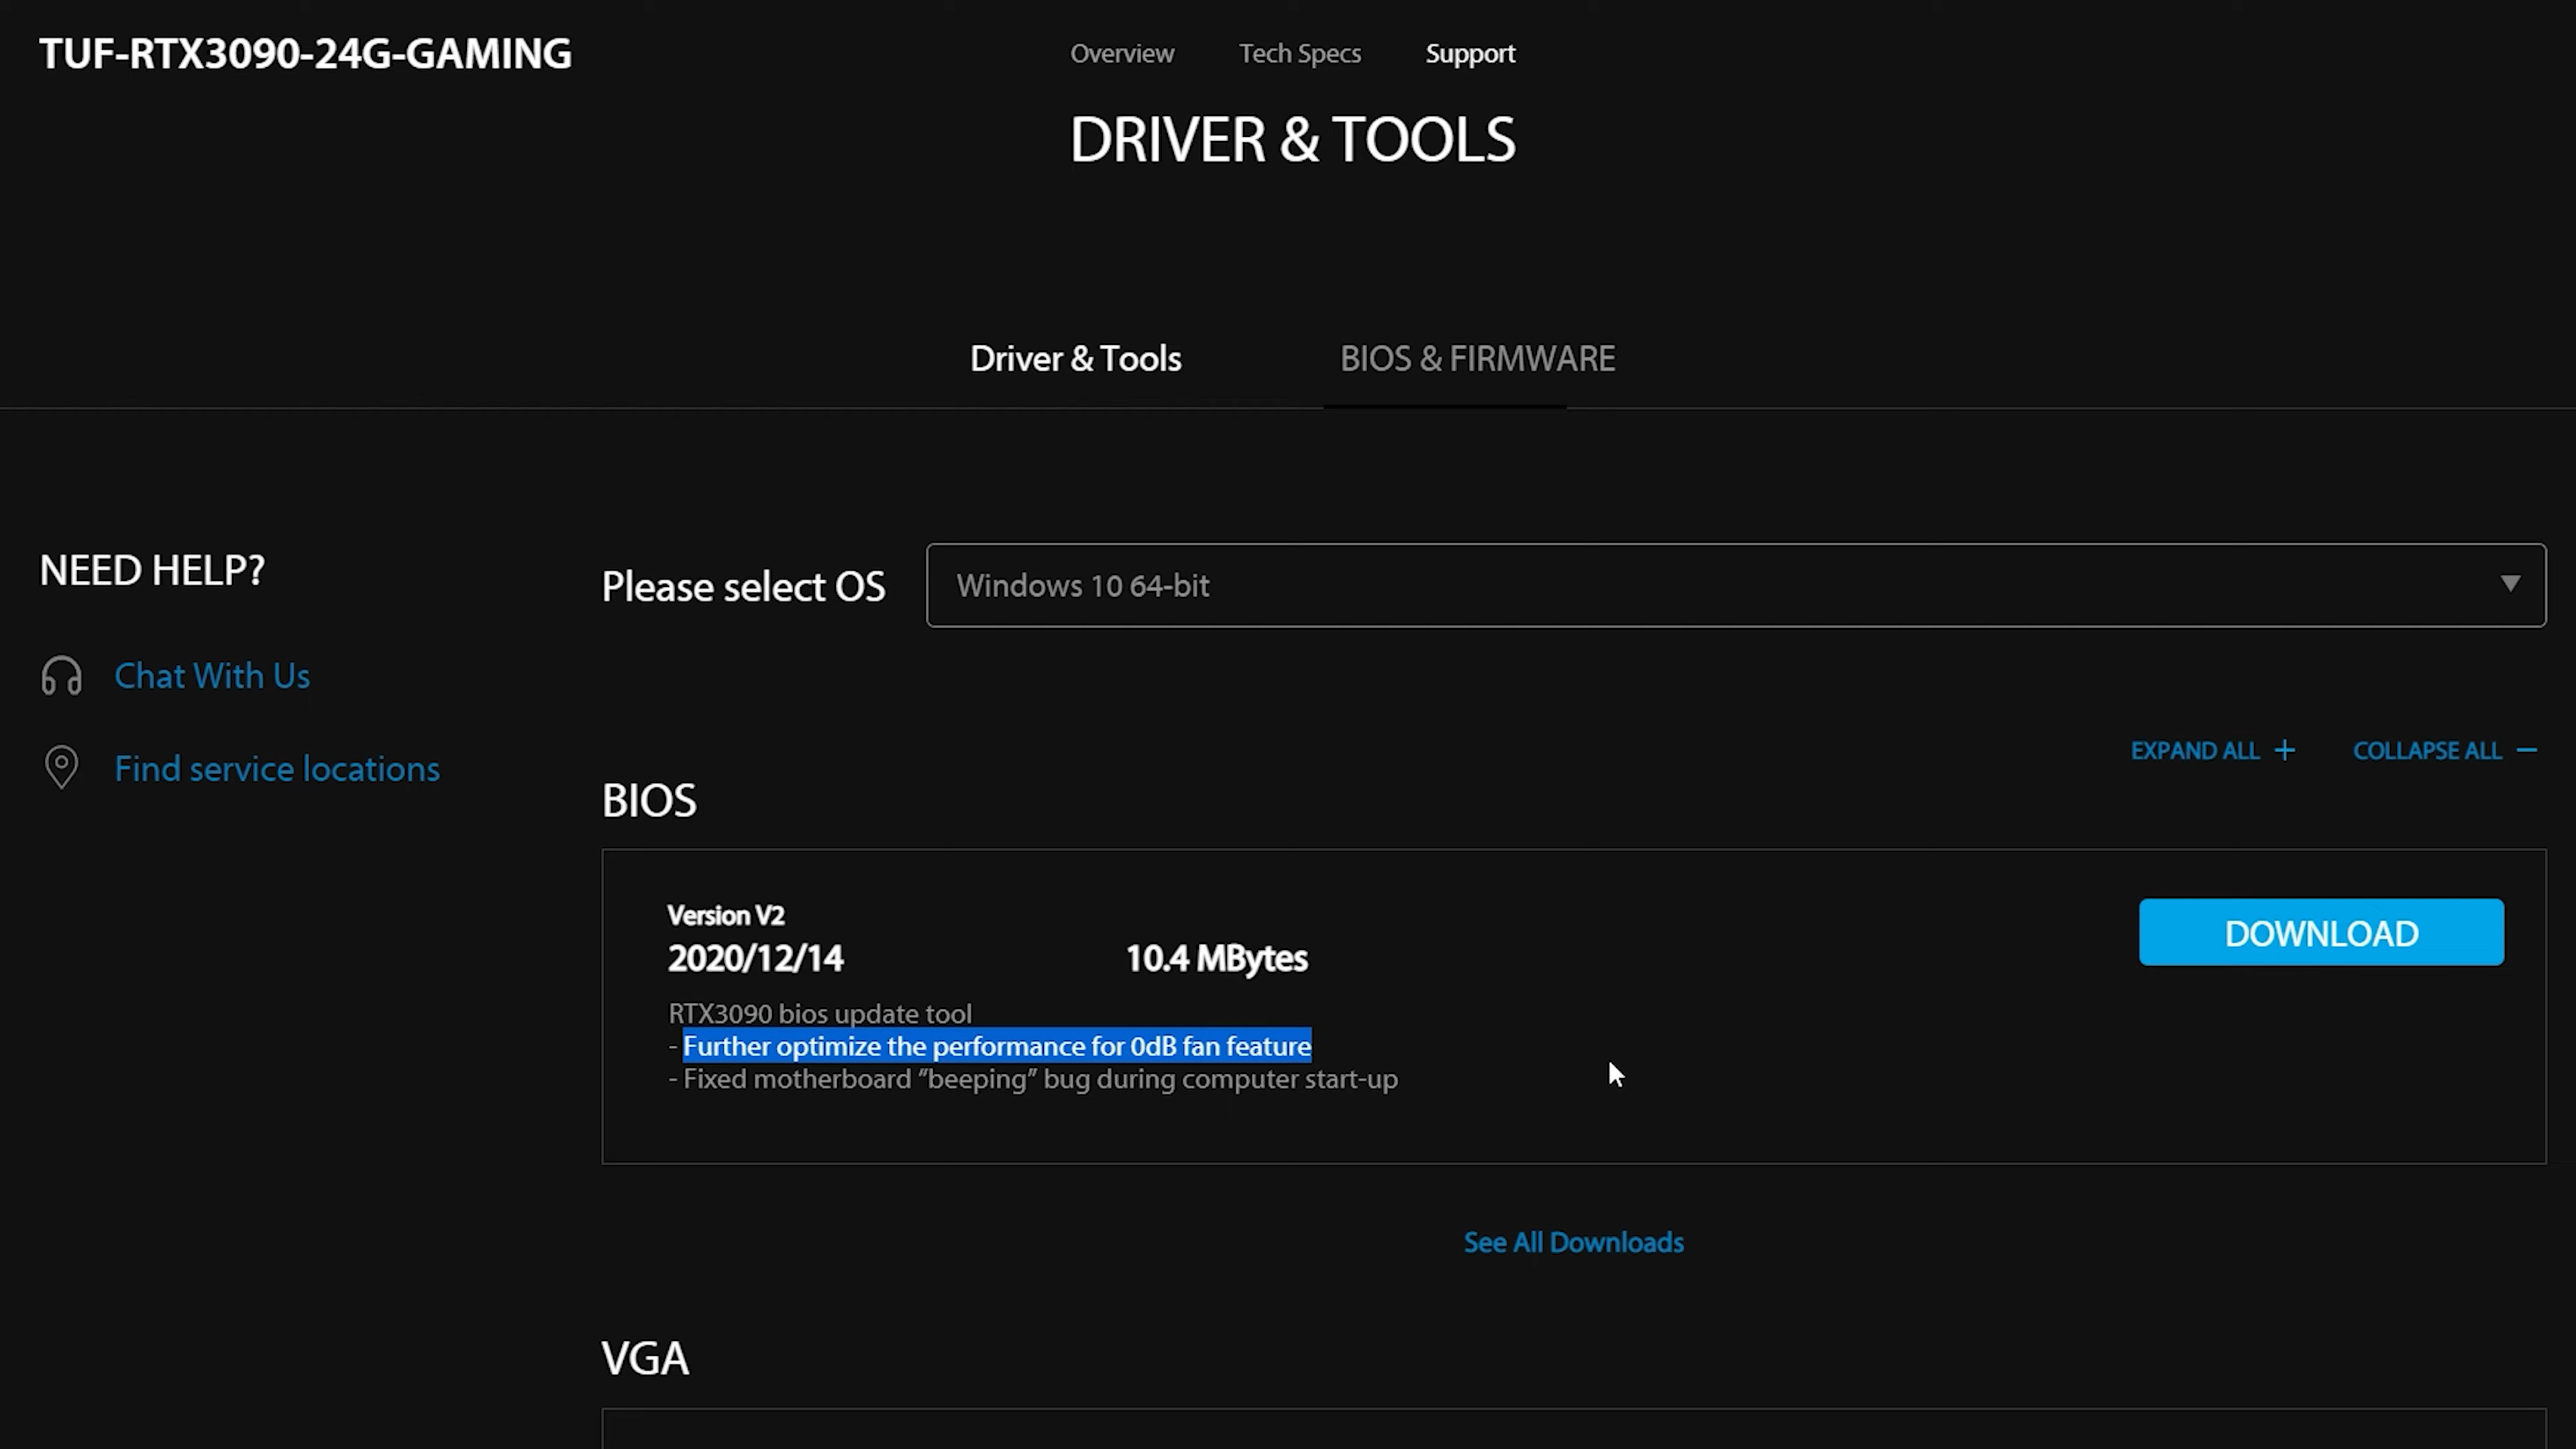 TUF-RTX3090-24G-GAMING
Overview Tech Specs Support
DRIVER & TOOLS
Driver & Tools BIOS & FIRMWARE
NEED HELP?
Chat With Us
Find service locations
Please select OS Windows 10 64-bit
EXPAND ALL + COLLAPSE ALL −
BIOS
Version V2
2020/12/14 10.4 MBytes
DOWNLOAD
RTX3090 bios update tool
- Further optimize the performance for 0dB fan feature
- Fixed motherboard ”beeping” bug during computer start-up
See All Downloads
VGA